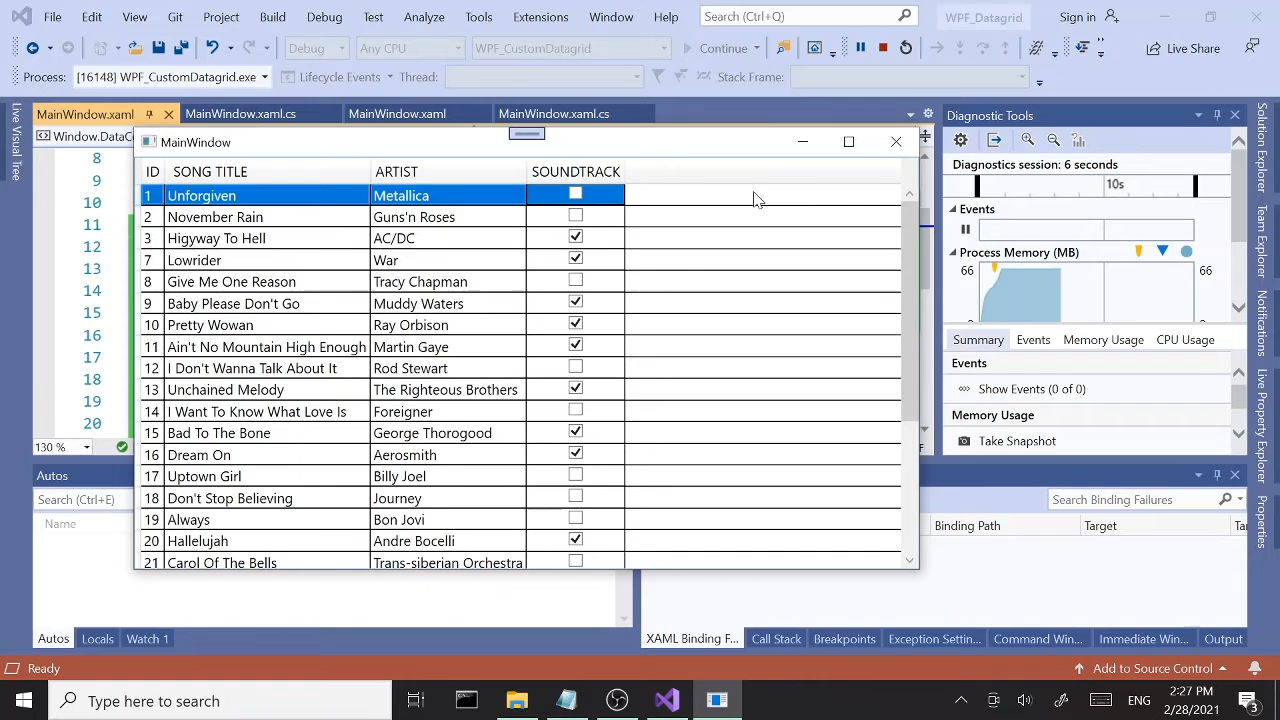 File Edit View Git Project Build Debug Test Analyze Tools Extensions Window Help Search (Ctrl+Q) WPF_Datagrid Sign in
Debug Any CPU WPF_CustomDatagrid Continue Live Share
Process: [16148] WPF_CustomDatagrid.exe Lifecycle Events Thread: Stack Frame:
MainWindow.xaml MainWindow.xaml.cs MainWindow.xaml MainWindow.xaml.cs
Live Visual Tree
Window.DataC
8
9
10
11
12
13
14
15
16
17
18
19
20
130 %
MainWindow
ID SONG TITLE ARTIST SOUNDTRACK
1 Unforgiven Metallica
2 November Rain Guns'n Roses
3 Higyway To Hell AC/DC
7 Lowrider War
8 Give Me One Reason Tracy Chapman
9 Baby Please Don't Go Muddy Waters
10 Pretty Wowan Ray Orbison
11 Ain't No Mountain High Enough Martin Gaye
12 I Don't Wanna Talk About It Rod Stewart
13 Unchained Melody The Righteous Brothers
14 I Want To Know What Love Is Foreigner
15 Bad To The Bone George Thorogood
16 Dream On Aerosmith
17 Uptown Girl Billy Joel
18 Don't Stop Believing Journey
19 Always Bon Jovi
20 Hallelujah Andre Bocelli
21 Carol Of The Bells Trans-siberian Orchestra
Diagnostic Tools
Diagnostics session: 6 seconds
10s
Events
Process Memory (MB)
66 66
Summary Events Memory Usage CPU Usage
Events
Show Events (0 of 0)
Memory Usage
Take Snapshot
Solution Explorer
Team Explorer
Notifications
Live Property Explorer
Properties
Autos
Search (Ctrl+E)
Name
Search Binding Failures
Binding Path Target
Autos Locals Watch 1
XAML Binding F... Call Stack Breakpoints Exception Settin... Command Win... Immediate Win... Output
Ready Add to Source Control
Type here to search ENG 2:27 PM
2/28/2021
3